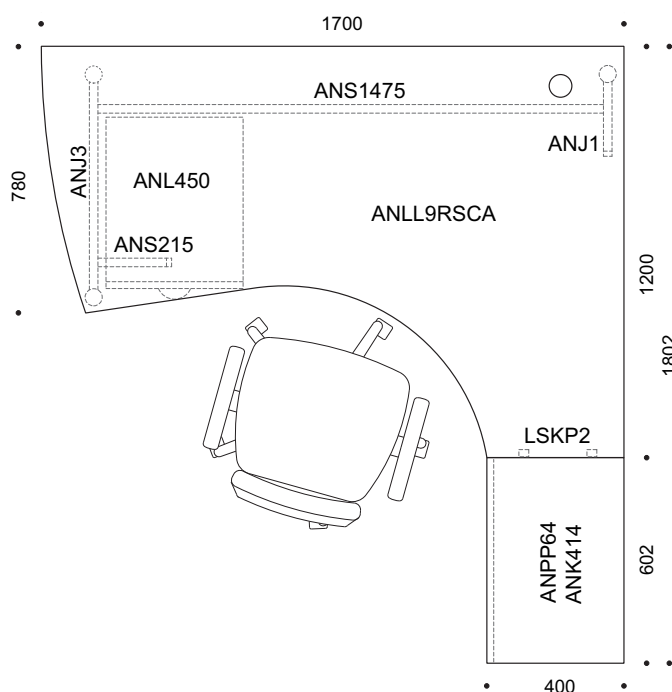 1700
ANS1475
ANJ1
ANJ3
ANL450
780
ANLL9RSCA
ANS215
1200
1802
LSKP2
ANPP64
ANK414
602
400